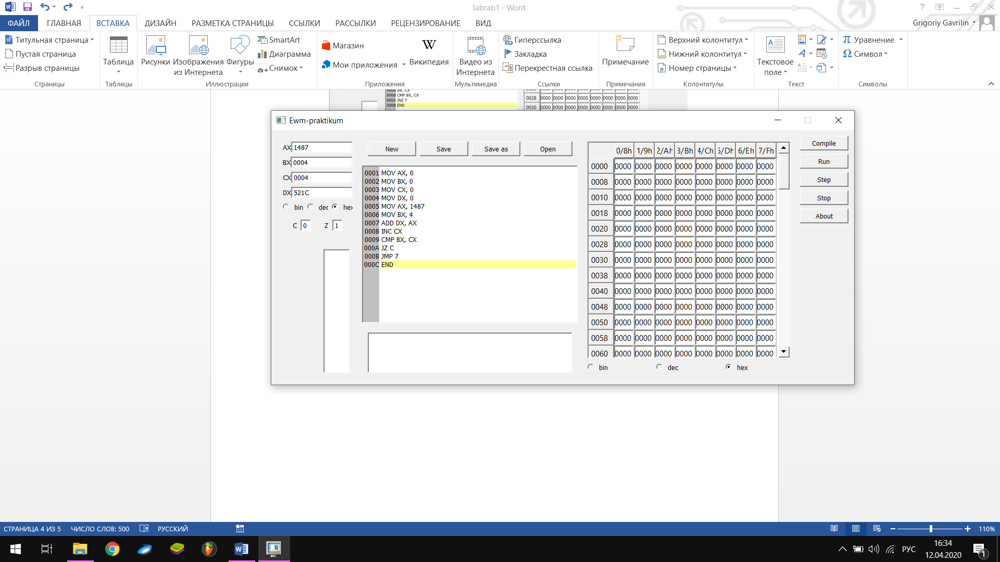 labrab1 - Word
ФАЙЛ ГЛАВНАЯ ВСТАВКА ДИЗАЙН РАЗМЕТКА СТРАНИЦЫ ССЫЛКИ РАССЫЛКИ РЕЦЕНЗИРОВАНИЕ ВИД Grigoriy Gavrilin
Титульная страница
Пустая страница
Разрыв страницы
Страницы
Таблица
Таблицы
Рисунки
Изображения из Интернета
Фигуры
SmartArt
Диаграмма
Снимок
Иллюстрации
Магазин
Мои приложения
W
Википедия
Приложения
Видео из Интернета
Мультимедиа
Гиперссылка
Закладка
Перекрестная ссылка
Ссылки
Примечание
Примечания
Верхний колонтитул
Нижний колонтитул
Номер страницы
Колонтитулы
Текстовое поле
Текст
π Уравнение
Ω Символ
Символы
0008 INC CX
0009 CMP BX, CX
000A JNZ 7
000B END
0028 0000 0000 0000 0000 0000 0000 0000 0000
0030 0000 0000 0000 0000 0000 0000 0000 0000
Ewm-praktikum
AX 1487
BX 0004
CX 0004
DX 521C
bin dec hex
C 0 Z 1
New Save Save as Open
0001 MOV AX, 0
0002 MOV BX, 0
0003 MOV CX, 0
0004 MOV DX, 0
0005 MOV AX, 1487
0006 MOV BX, 4
0007 ADD DX, AX
0008 INC CX
0009 CMP BX, CX
000A JZ C
000B JMP 7
000C END
0/8h 1/9h 2/Ah 3/Bh 4/Ch 5/Dh 6/Eh 7/Fh
0000 0000 0000 0000 0000 0000 0000 0000 0000
0008 0000 0000 0000 0000 0000 0000 0000 0000
0010 0000 0000 0000 0000 0000 0000 0000 0000
0018 0000 0000 0000 0000 0000 0000 0000 0000
0020 0000 0000 0000 0000 0000 0000 0000 0000
0028 0000 0000 0000 0000 0000 0000 0000 0000
0030 0000 0000 0000 0000 0000 0000 0000 0000
0038 0000 0000 0000 0000 0000 0000 0000 0000
0040 0000 0000 0000 0000 0000 0000 0000 0000
0048 0000 0000 0000 0000 0000 0000 0000 0000
0050 0000 0000 0000 0000 0000 0000 0000 0000
0058 0000 0000 0000 0000 0000 0000 0000 0000
0060 0000 0000 0000 0000 0000 0000 0000 0000
bin dec hex
Compile
Run
Step
Stop
About
СТРАНИЦА 4 ИЗ 5 ЧИСЛО СЛОВ: 500 РУССКИЙ 110%
РУС
16:34
12.04.2020
1